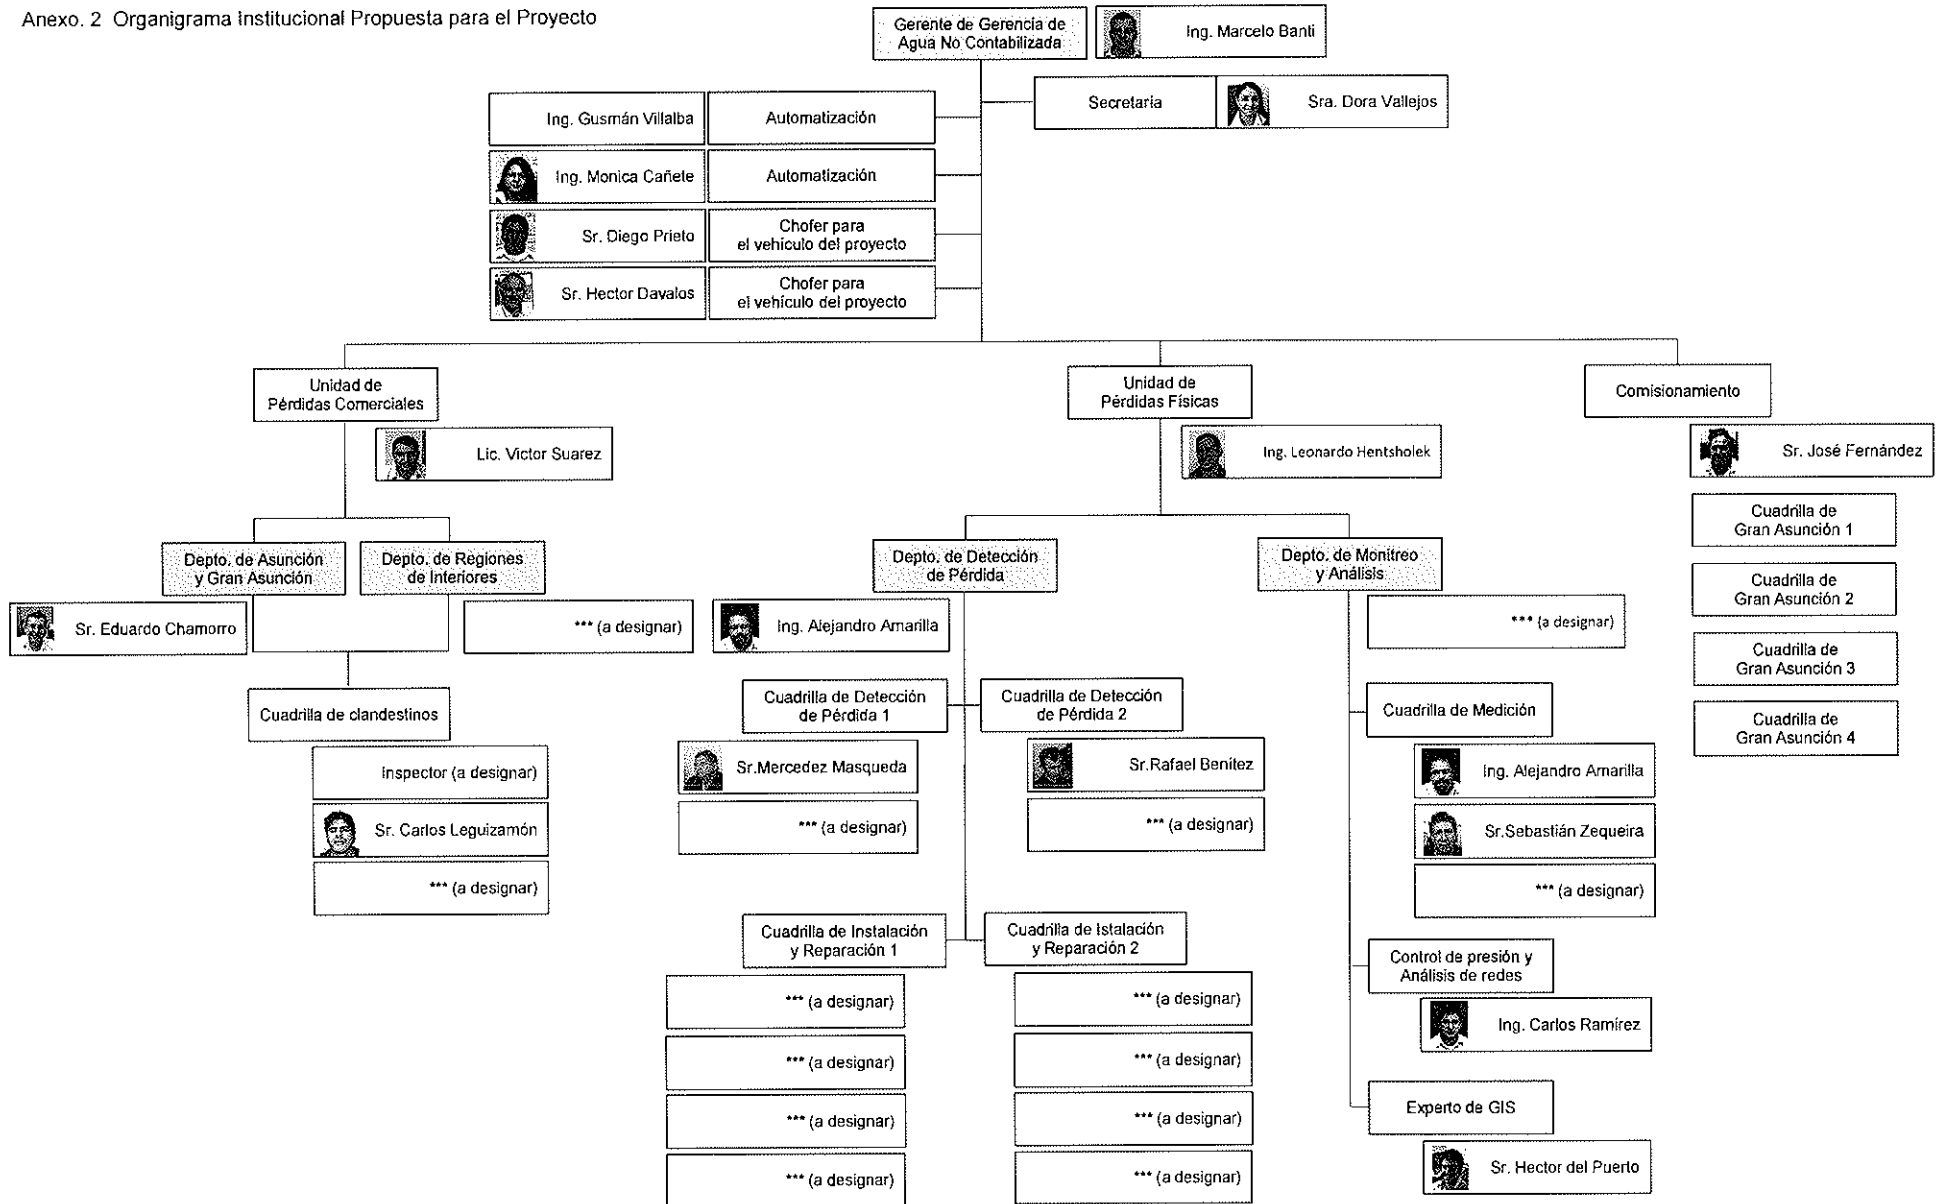 Anexo. 2 Organigrama Institucional Propuesta para el Proyecto
Gerente de Gerencia de
Agua No Contabilizada
Ing. Marcelo Banti
Secretaria
Sra. Dora Vallejos
Ing. Gusmán Villalba
Automatización
Ing. Monica Cañete
Automatización
Sr. Diego Prieto
Chofer para
el vehículo del proyecto
Sr. Hector Davalos
Chofer para
el vehículo del proyecto
Unidad de
Pérdidas Comerciales
Lic. Victor Suarez
Unidad de
Pérdidas Físicas
Ing. Leonardo Hentsholek
Comisionamiento
Sr. José Fernández
Cuadrilla de
Gran Asunción 1
Cuadrilla de
Gran Asunción 2
Cuadrilla de
Gran Asunción 3
Cuadrilla de
Gran Asunción 4
Depto. de Asunción
y Gran Asunción
Sr. Eduardo Chamorro
Depto. de Regiones
de Interiores
*** (a designar)
Cuadrilla de clandestinos
Inspector (a designar)
Sr. Carlos Leguizamón
*** (a designar)
Depto. de Detección
de Pérdida
Ing. Alejandro Amarilla
Cuadrilla de Detección
de Pérdida 1
Sr.Mercedez Masqueda
*** (a designar)
Cuadrilla de Detección
de Pérdida 2
Sr.Rafael Benítez
*** (a designar)
Cuadrilla de Instalación
y Reparación 1
*** (a designar)
*** (a designar)
*** (a designar)
*** (a designar)
Cuadrilla de Istalación
y Reparación 2
*** (a designar)
*** (a designar)
*** (a designar)
*** (a designar)
Depto. de Monitreo
y Análisis
*** (a designar)
Cuadrilla de Medición
Ing. Alejandro Amarilla
Sr.Sebastián Zequeira
*** (a designar)
Control de presión y
Análisis de redes
Ing. Carlos Ramírez
Experto de GIS
Sr. Hector del Puerto